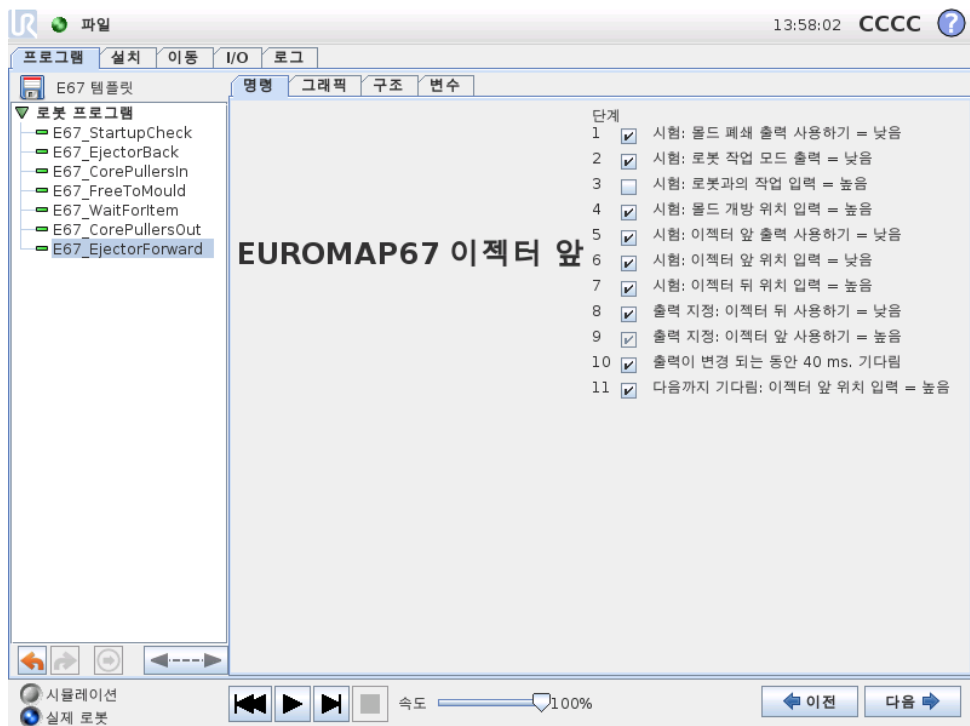 UR 파일 13:58:02 CCCC ?
프로그램 설치 이동 I/O 로그
E67 템플릿
명령 그래픽 구조 변수
로봇 프로그램
E67_StartupCheck
E67_EjectorBack
E67_CorePullersIn
E67_FreeToMould
E67_WaitForItem
E67_CorePullersOut
E67_EjectorForward
EUROMAP67 이젝터 앞
단계
1 시험: 몰드 폐쇄 출력 사용하기 = 낮음
2 시험: 로봇 작업 모드 출력 = 낮음
3 시험: 로봇과의 작업 입력 = 높음
4 시험: 몰드 개방 위치 입력 = 높음
5 시험: 이젝터 앞 출력 사용하기 = 낮음
6 시험: 이젝터 앞 위치 입력 = 낮음
7 시험: 이젝터 뒤 위치 입력 = 높음
8 출력 지정: 이젝터 뒤 사용하기 = 낮음
9 출력 지정: 이젝터 앞 사용하기 = 높음
10 출력이 변경 되는 동안 40 ms. 기다림
11 다음까지 기다림: 이젝터 앞 위치 입력 = 높음
시뮬레이션
실제 로봇
속도 100%
이전 다음